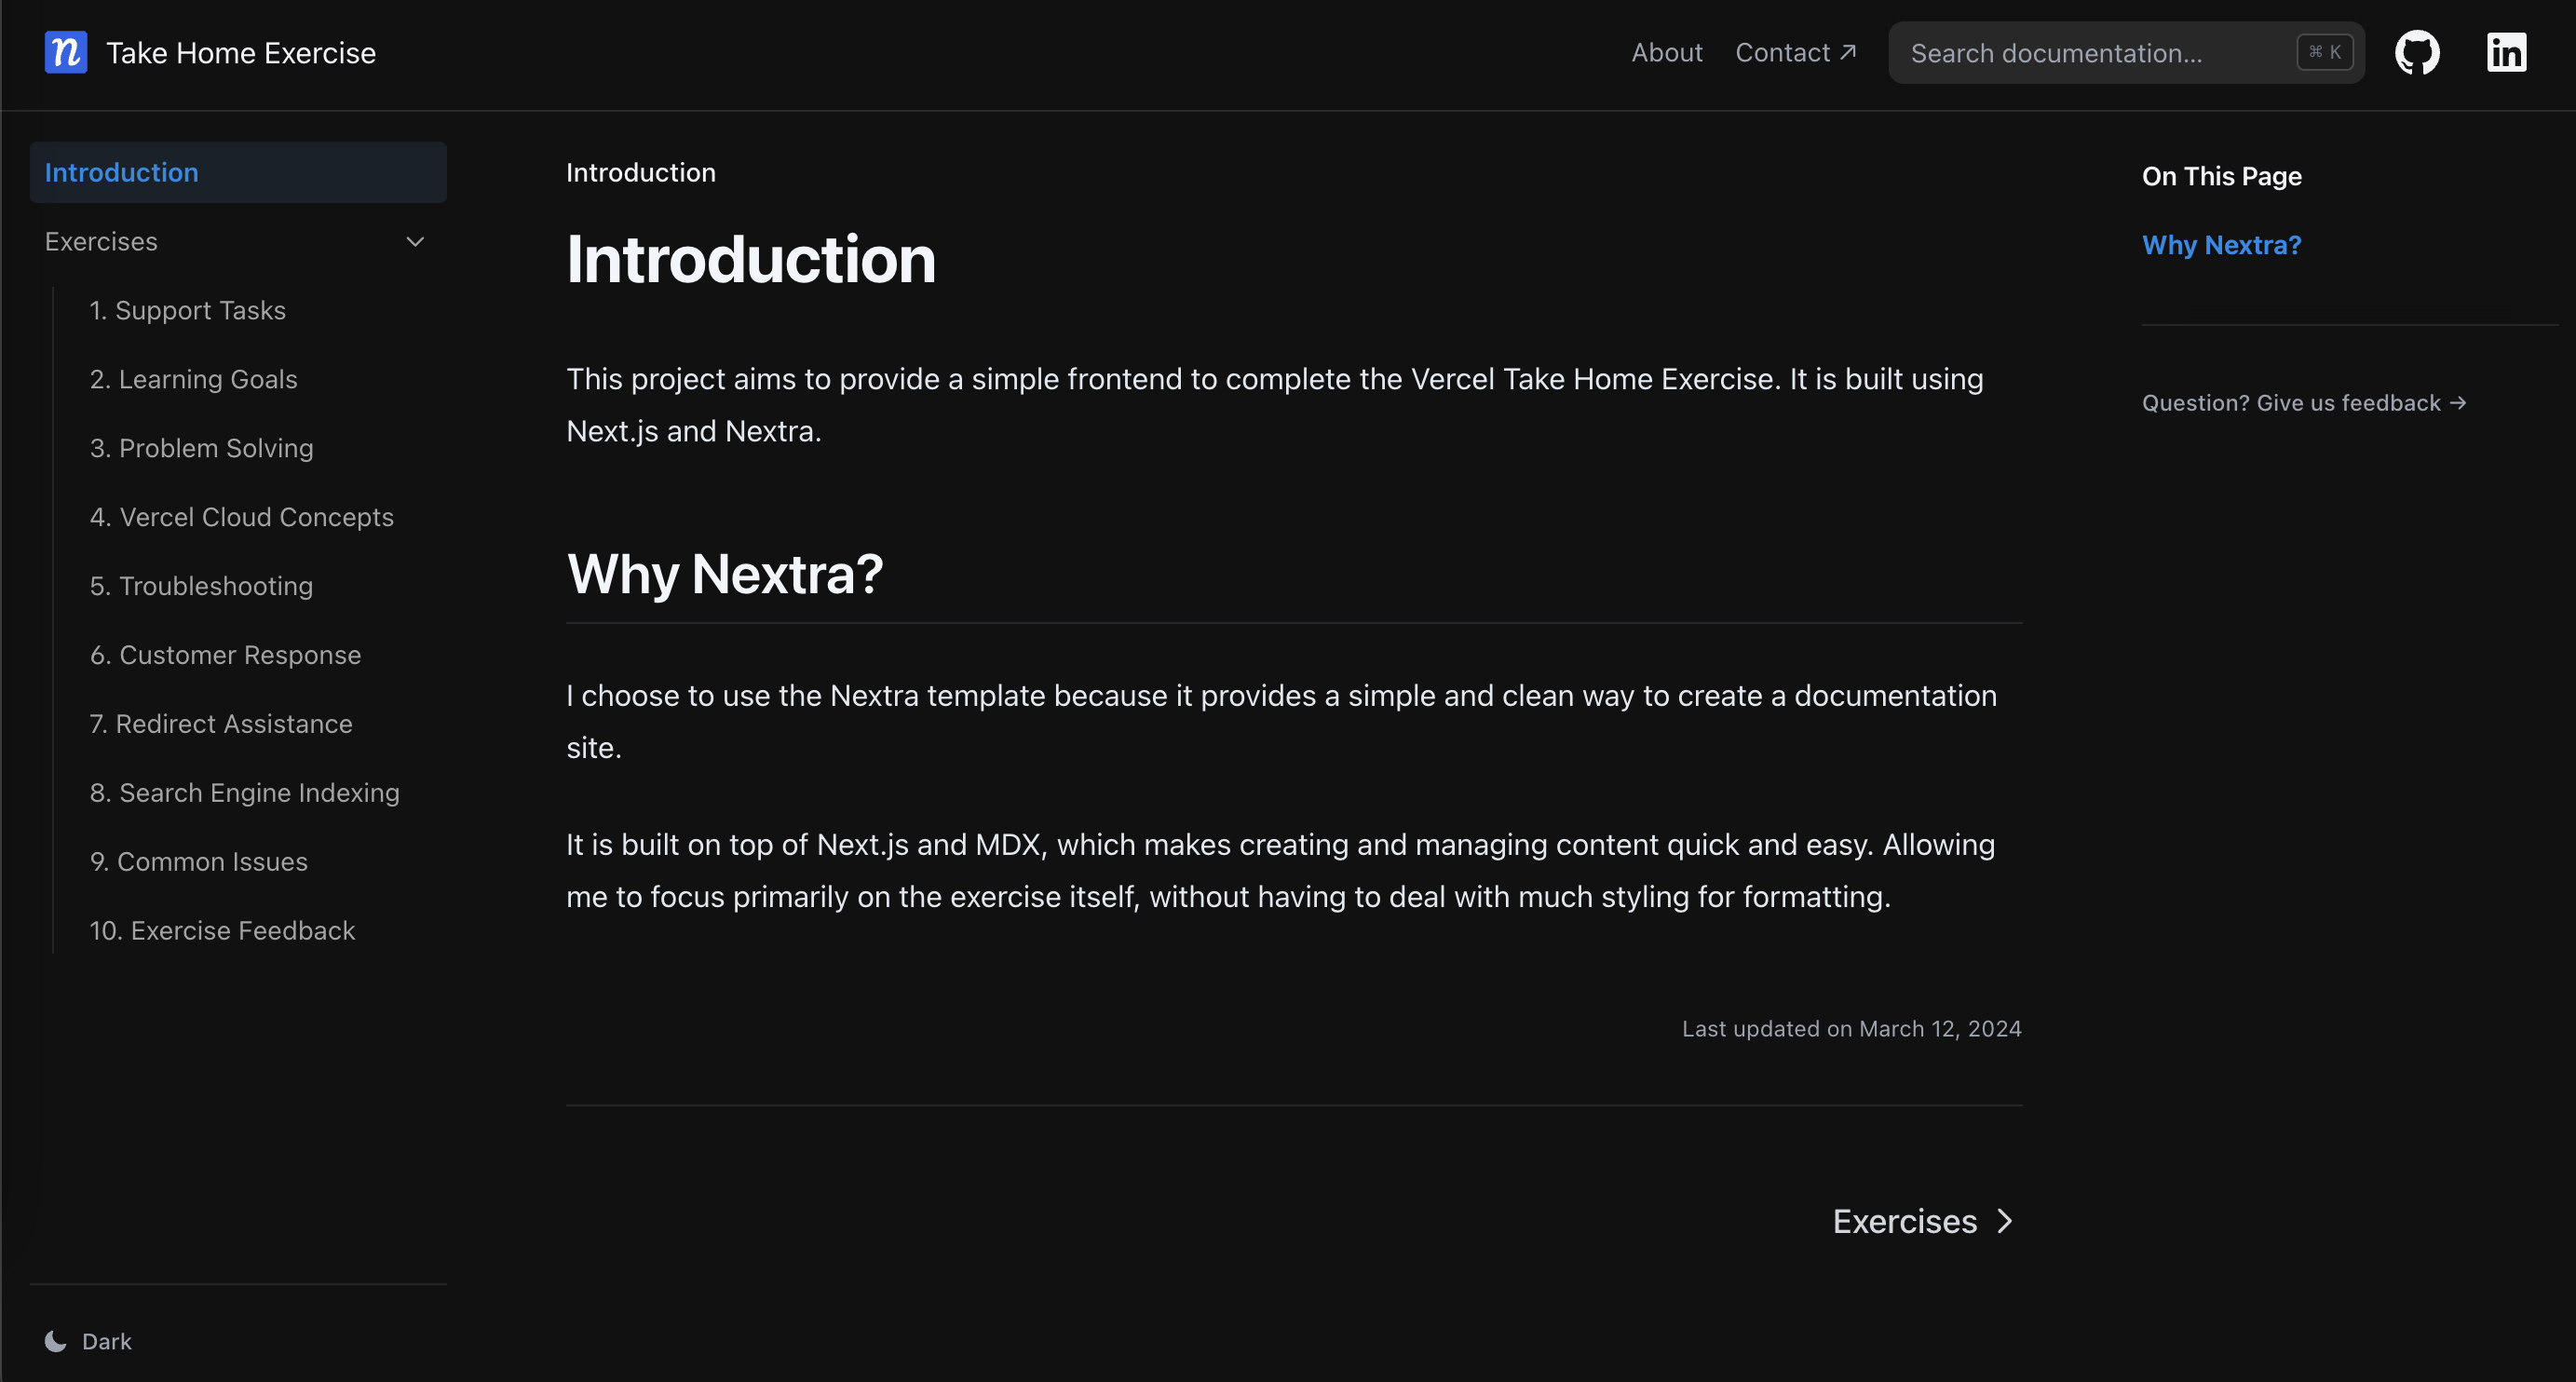 n Take Home Exercise
About Contact ↗ Search documentation... ⌘ K in
Introduction
Exercises
1. Support Tasks
2. Learning Goals
3. Problem Solving
4. Vercel Cloud Concepts
5. Troubleshooting
6. Customer Response
7. Redirect Assistance
8. Search Engine Indexing
9. Common Issues
10. Exercise Feedback
Dark
Introduction
Introduction
This project aims to provide a simple frontend to complete the Vercel Take Home Exercise. It is built using
Next.js and Nextra.
Why Nextra?
I choose to use the Nextra template because it provides a simple and clean way to create a documentation
site.
It is built on top of Next.js and MDX, which makes creating and managing content quick and easy. Allowing
me to focus primarily on the exercise itself, without having to deal with much styling for formatting.
Last updated on March 12, 2024
Exercises
On This Page
Why Nextra?
Question? Give us feedback →